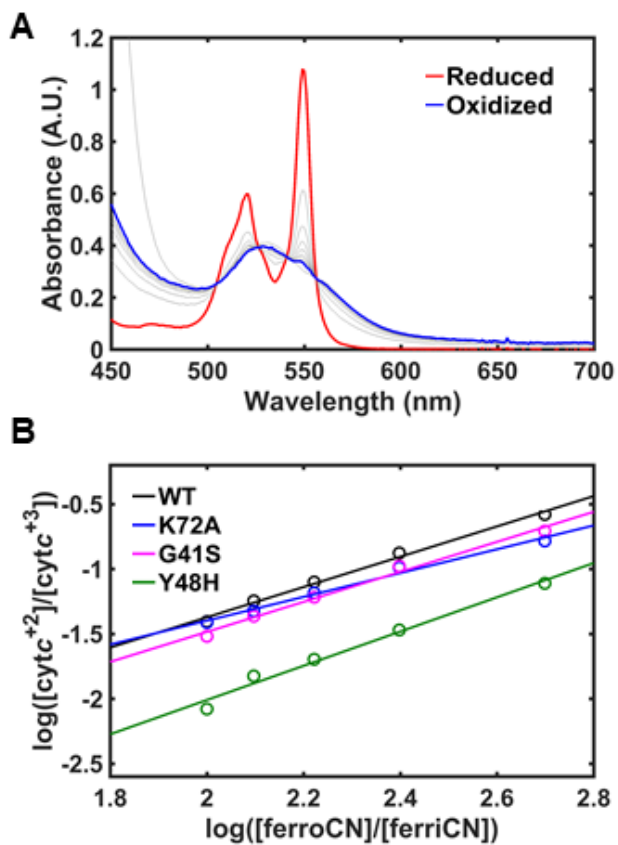 A
1.2
1
0.8
0.6
0.4
0.2
0
Absorbance (A.U.)
Reduced
Oxidized
450 500 550 600 650 700
Wavelength (nm)
B
WT
K72A
G41S
Y48H
-0.5
-1
-1.5
-2
-2.5
log([cytc+2]/[cytc+3])
1.8 2 2.2 2.4 2.6 2.8
log([ferroCN]/[ferriCN])